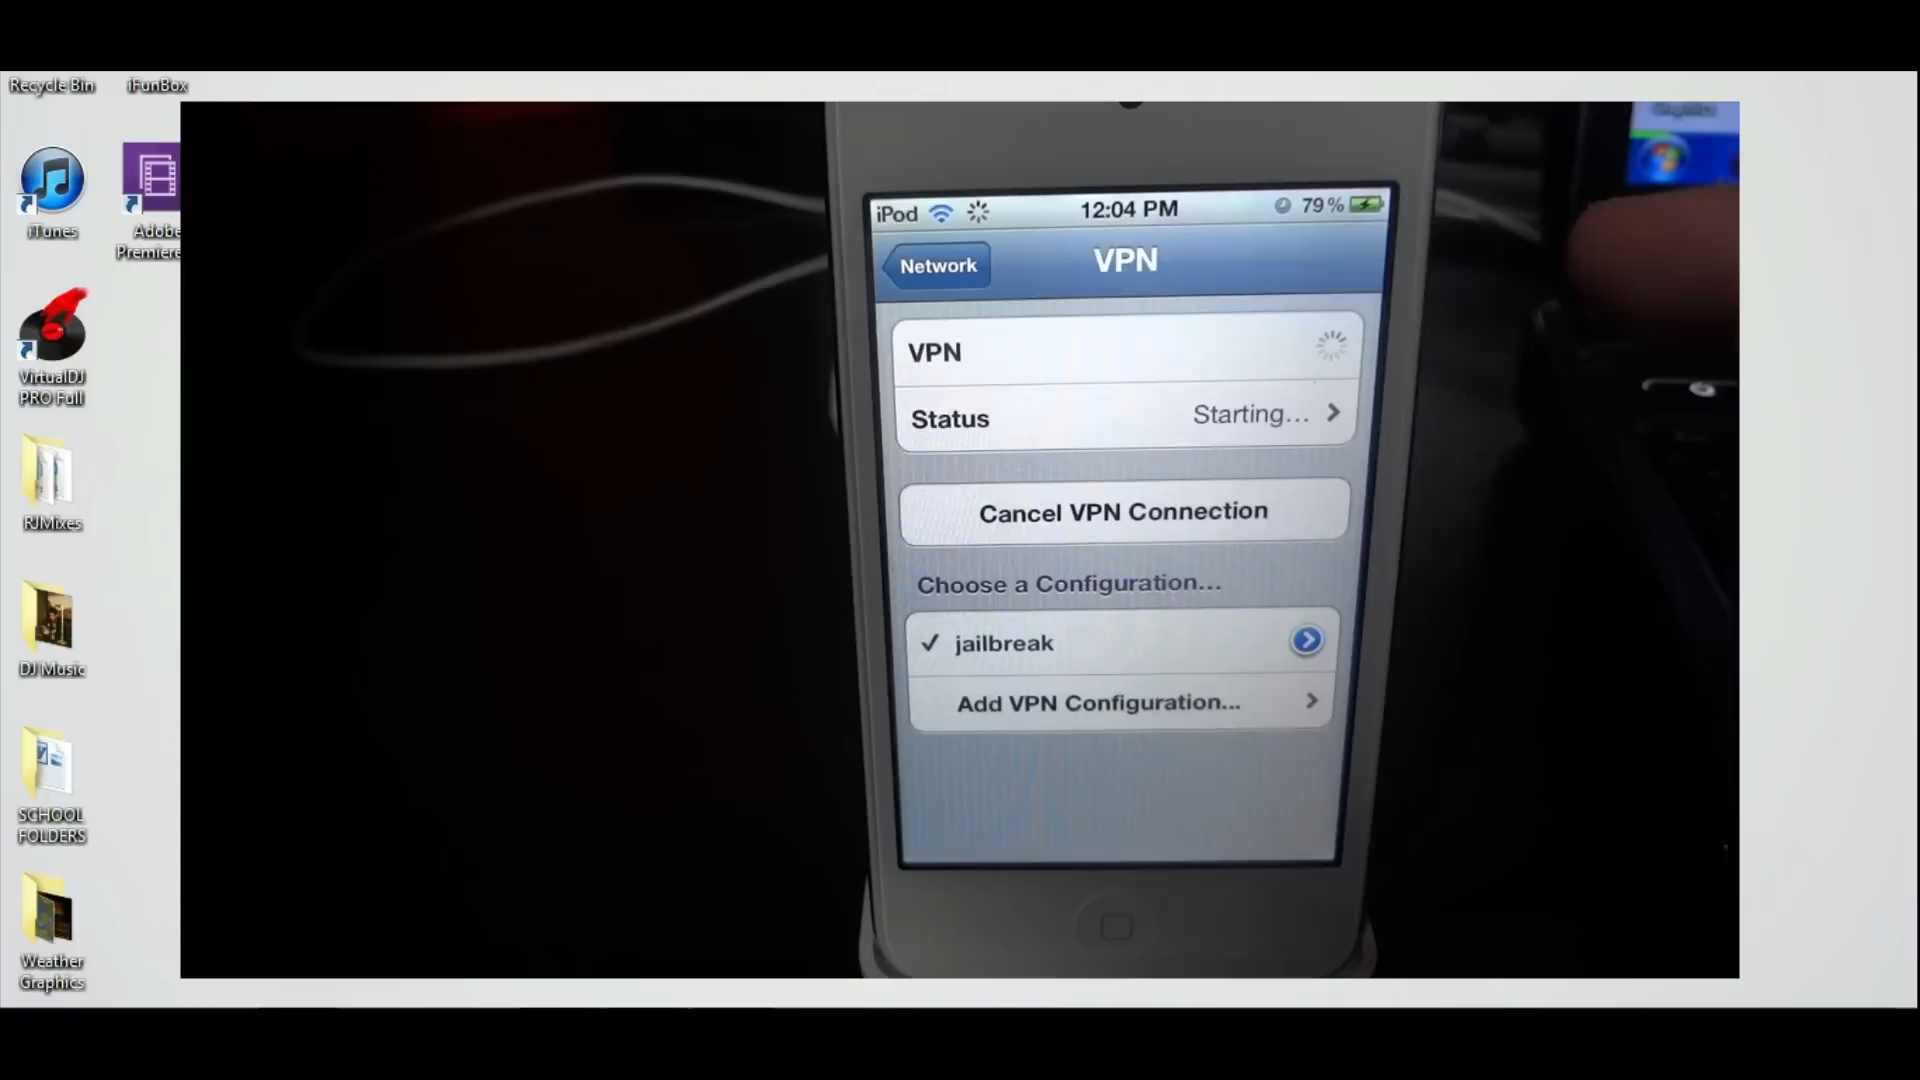 Recycle Bin
iFunBox
iTunes
Adobe
Premiere
VirtualDJ
PRO Full
RJMixes
DJ Music
SCHOOL
FOLDERS
Weather
Graphics
iPod
12:04 PM
79%
Network
VPN
VPN
Status
Starting...
Cancel VPN Connection
Choose a Configuration...
✓ jailbreak
Add VPN Configuration...